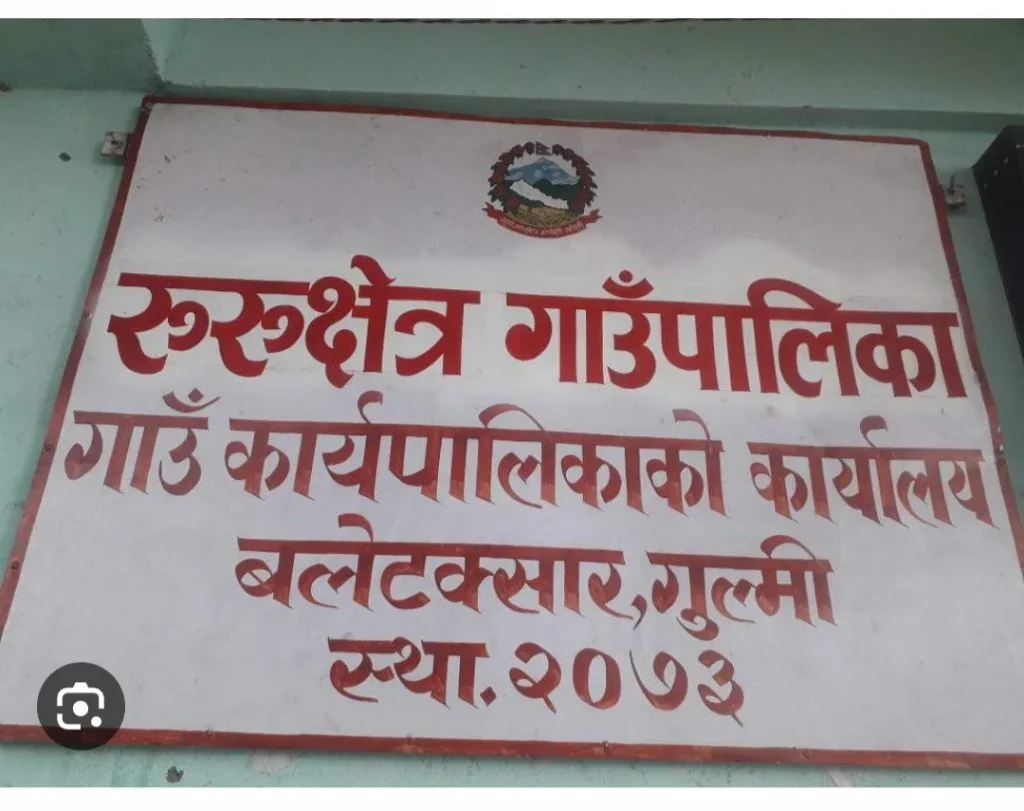 रुरुक्षेत्र गाउँपालिका
गाउँ कार्यपालिकाको कार्यालय
बलेटक्सार, गुल्मी
स्था. २०७३